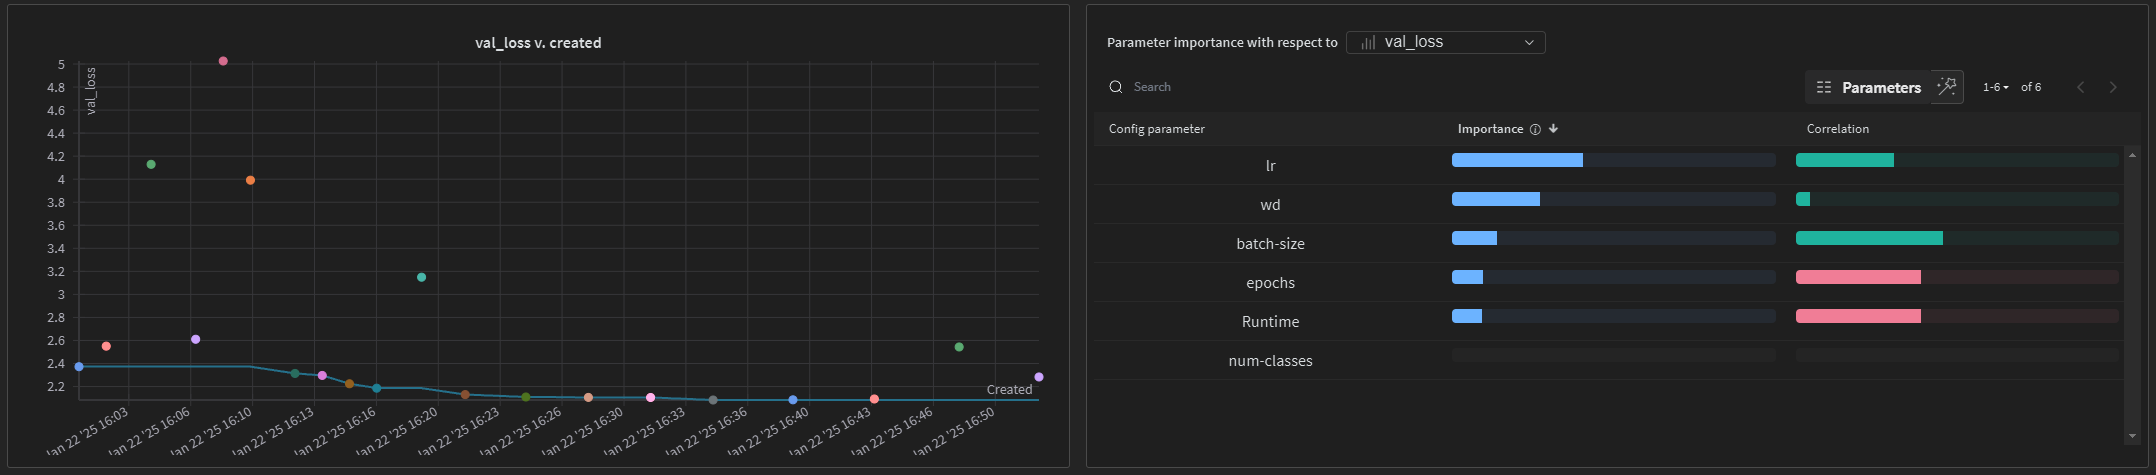 val_loss v. created
val_loss
5
4.8
4.6
4.4
4.2
4
3.8
3.6
3.4
3.2
3
2.8
2.6
2.4
2.2
Created
Jan 22 '25 16:03
Jan 22 '25 16:06
Jan 22 '25 16:10
Jan 22 '25 16:13
Jan 22 '25 16:16
Jan 22 '25 16:20
Jan 22 '25 16:23
Jan 22 '25 16:26
Jan 22 '25 16:30
Jan 22 '25 16:33
Jan 22 '25 16:36
Jan 22 '25 16:40
Jan 22 '25 16:43
Jan 22 '25 16:46
Jan 22 '25 16:50
Parameter importance with respect to val_loss
Search Parameters 1-6 of 6
Config parameter Importance Correlation
lr
wd
batch-size
epochs
Runtime
num-classes